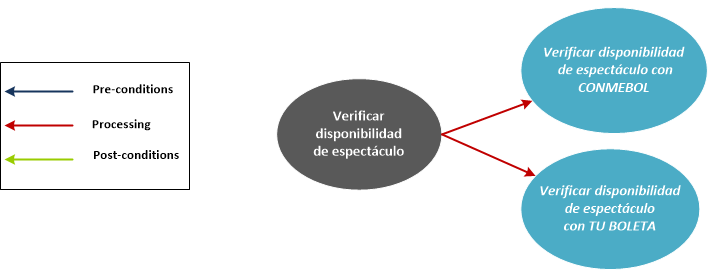 Pre-conditions
Processing
Post-conditions
Verificar
disponibilidad
de espectáculo
Verificar disponibilidad
de espectáculo con
CONMEBOL
Verificar disponibilidad
de espectáculo
con TU BOLETA